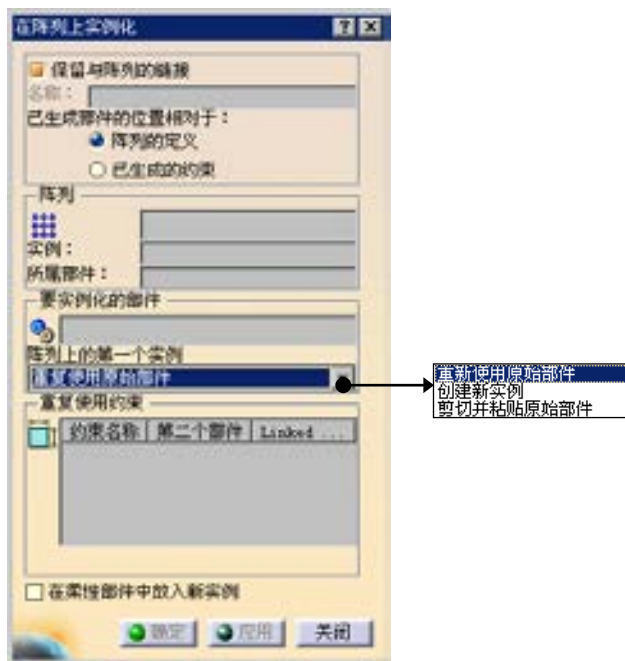 在阵列上实例化
保留与阵列的链接
名称：
已生成部件的位置相对于：
阵列的定义
已生成的约束
阵列
实例：
所属部件：
要实例化的部件
阵列上的第一个实例
重复使用原始部件
重新使用原始部件
创建新实例
剪切并粘贴原始部件
重复使用约束
约束名称 第二个部件 Linked ...
在柔性部件中放入新实例
确定 应用 关闭